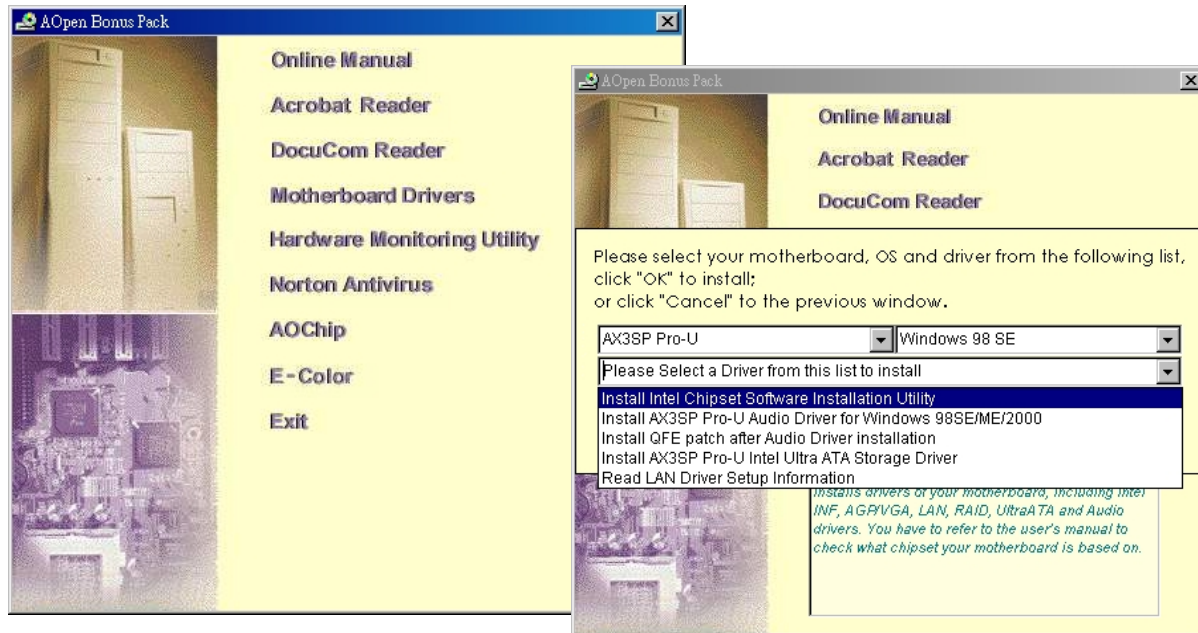 AOpen Bonus Pack
Online Manual
Acrobat Reader
DocuCom Reader
Motherboard Drivers
Hardware Monitoring Utility
Norton Antivirus
AOChip
E-Color
Exit
AOpen Bonus Pack
Online Manual
Acrobat Reader
DocuCom Reader
Please select your motherboard, OS and driver from the following list,
click "OK" to install;
or click "Cancel" to the previous window.
AX3SP Pro-U
Windows 98 SE
Please Select a Driver from this list to install
Install Intel Chipset Software Installation Utility
Install AX3SP Pro-U Audio Driver for Windows 98SE/ME/2000
Install QFE patch after Audio Driver installation
Install AX3SP Pro-U Intel Ultra ATA Storage Driver
Read LAN Driver Setup Information
Installs drivers of your motherboard, including Intel
INF, AGP/VGA, LAN, RAID, UltraATA and Audio
drivers. You have to refer to the user's manual to
check what chipset your motherboard is based on.